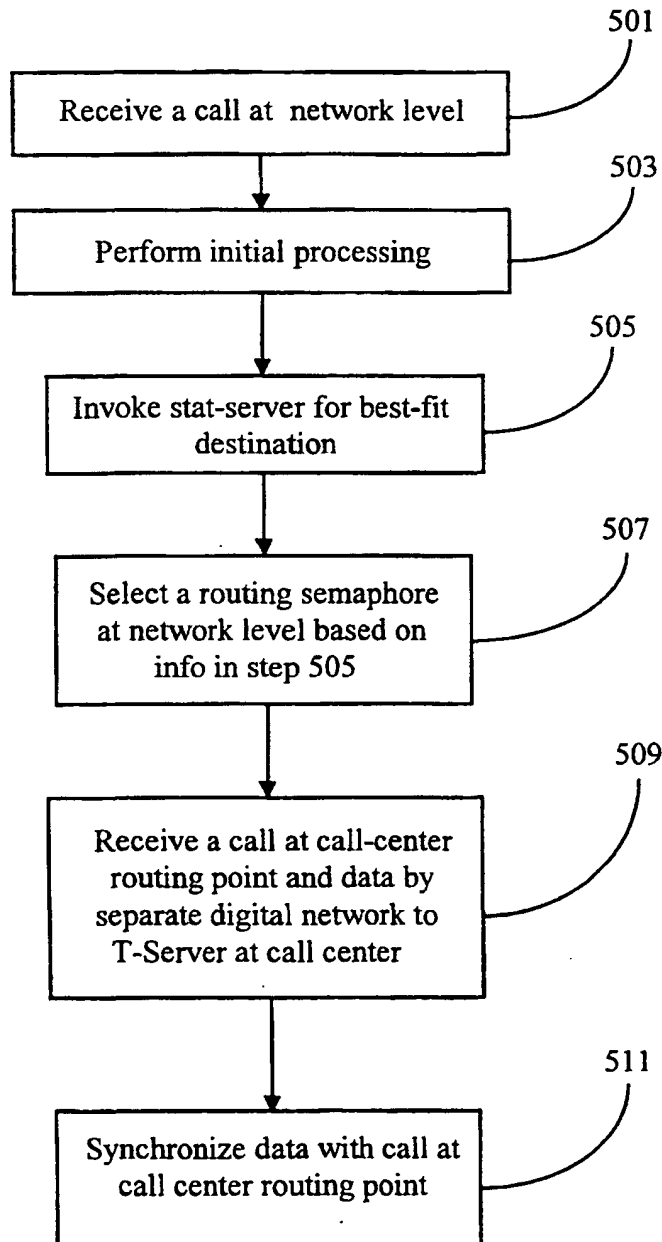 501
Receive a call at network level
503
Perform initial processing
505
Invoke stat-server for best-fit
destination
507
Select a routing semaphore
at network level based on
info in step 505
509
Receive a call at call-center
routing point and data by
separate digital network to
T-Server at call center
511
Synchronize data with call at
call center routing point